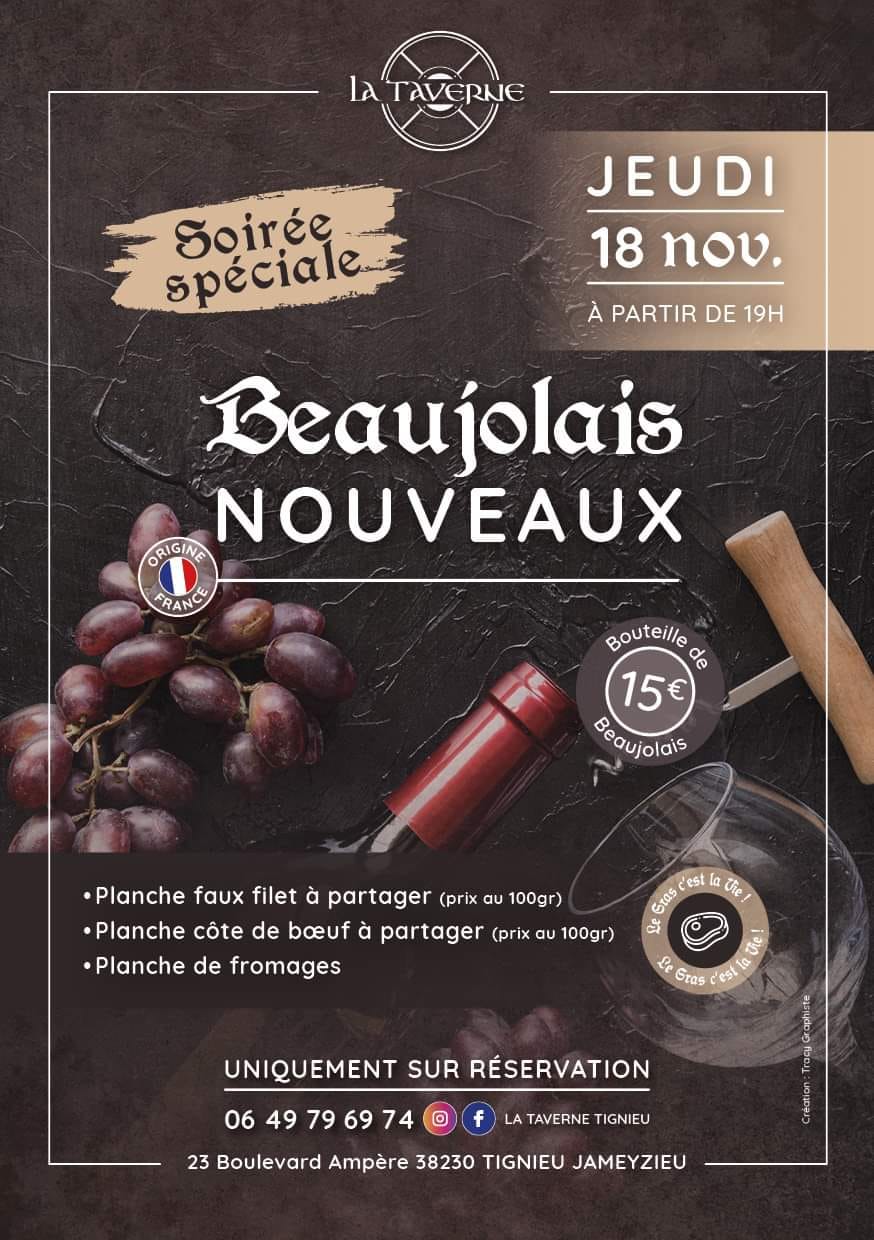 LA TAVERNE
JEUDI
18 nov.
À PARTIR DE 19H
Soirée
spéciale
Beaujolais
NOUVEAUX
ORIGINE
FRANCE
Bouteille de
15€
Beaujolais
•Planche faux filet à partager (prix au 100gr)
•Planche côte de bœuf à partager (prix au 100gr)
•Planche de fromages
Le Gras c'est la Vie !
Le Gras c'est la Vie !
Création : Tracy Graphiste
UNIQUEMENT SUR RÉSERVATION
06 49 79 69 74 LA TAVERNE TIGNIEU
23 Boulevard Ampère 38230 TIGNIEU JAMEYZIEU